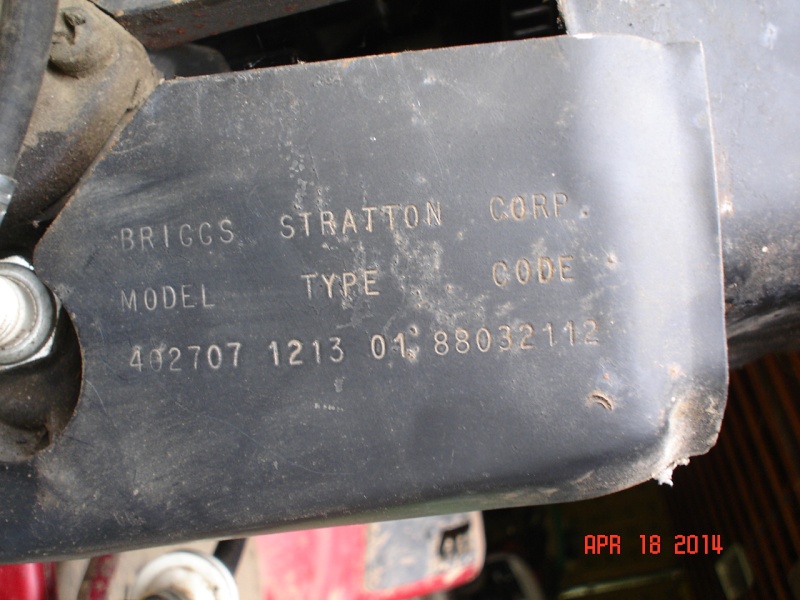 BRIGGS STRATTON CORP.
MODEL TYPE CODE
402707 1213 01 88032112
APR 18 2014